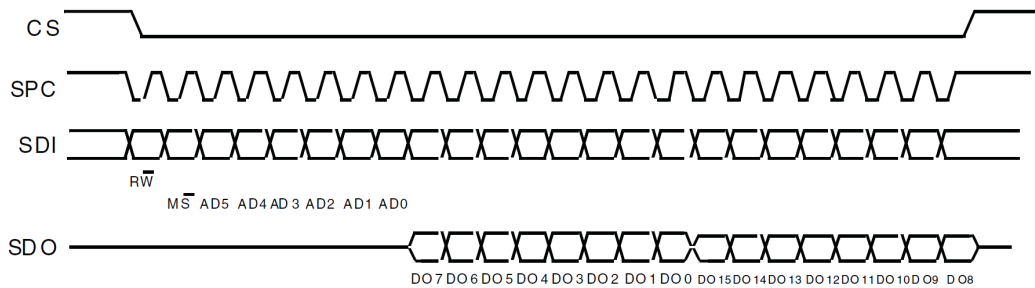 CS
SPC
SDI
RW̅
MS̅ AD5 AD4 AD3 AD2 AD1 AD0
SDO
DO7 DO6 DO5 DO4 DO3 DO2 DO1 DO0 DO15 DO14 DO13 DO12 DO11 DO10 DO9 DO8